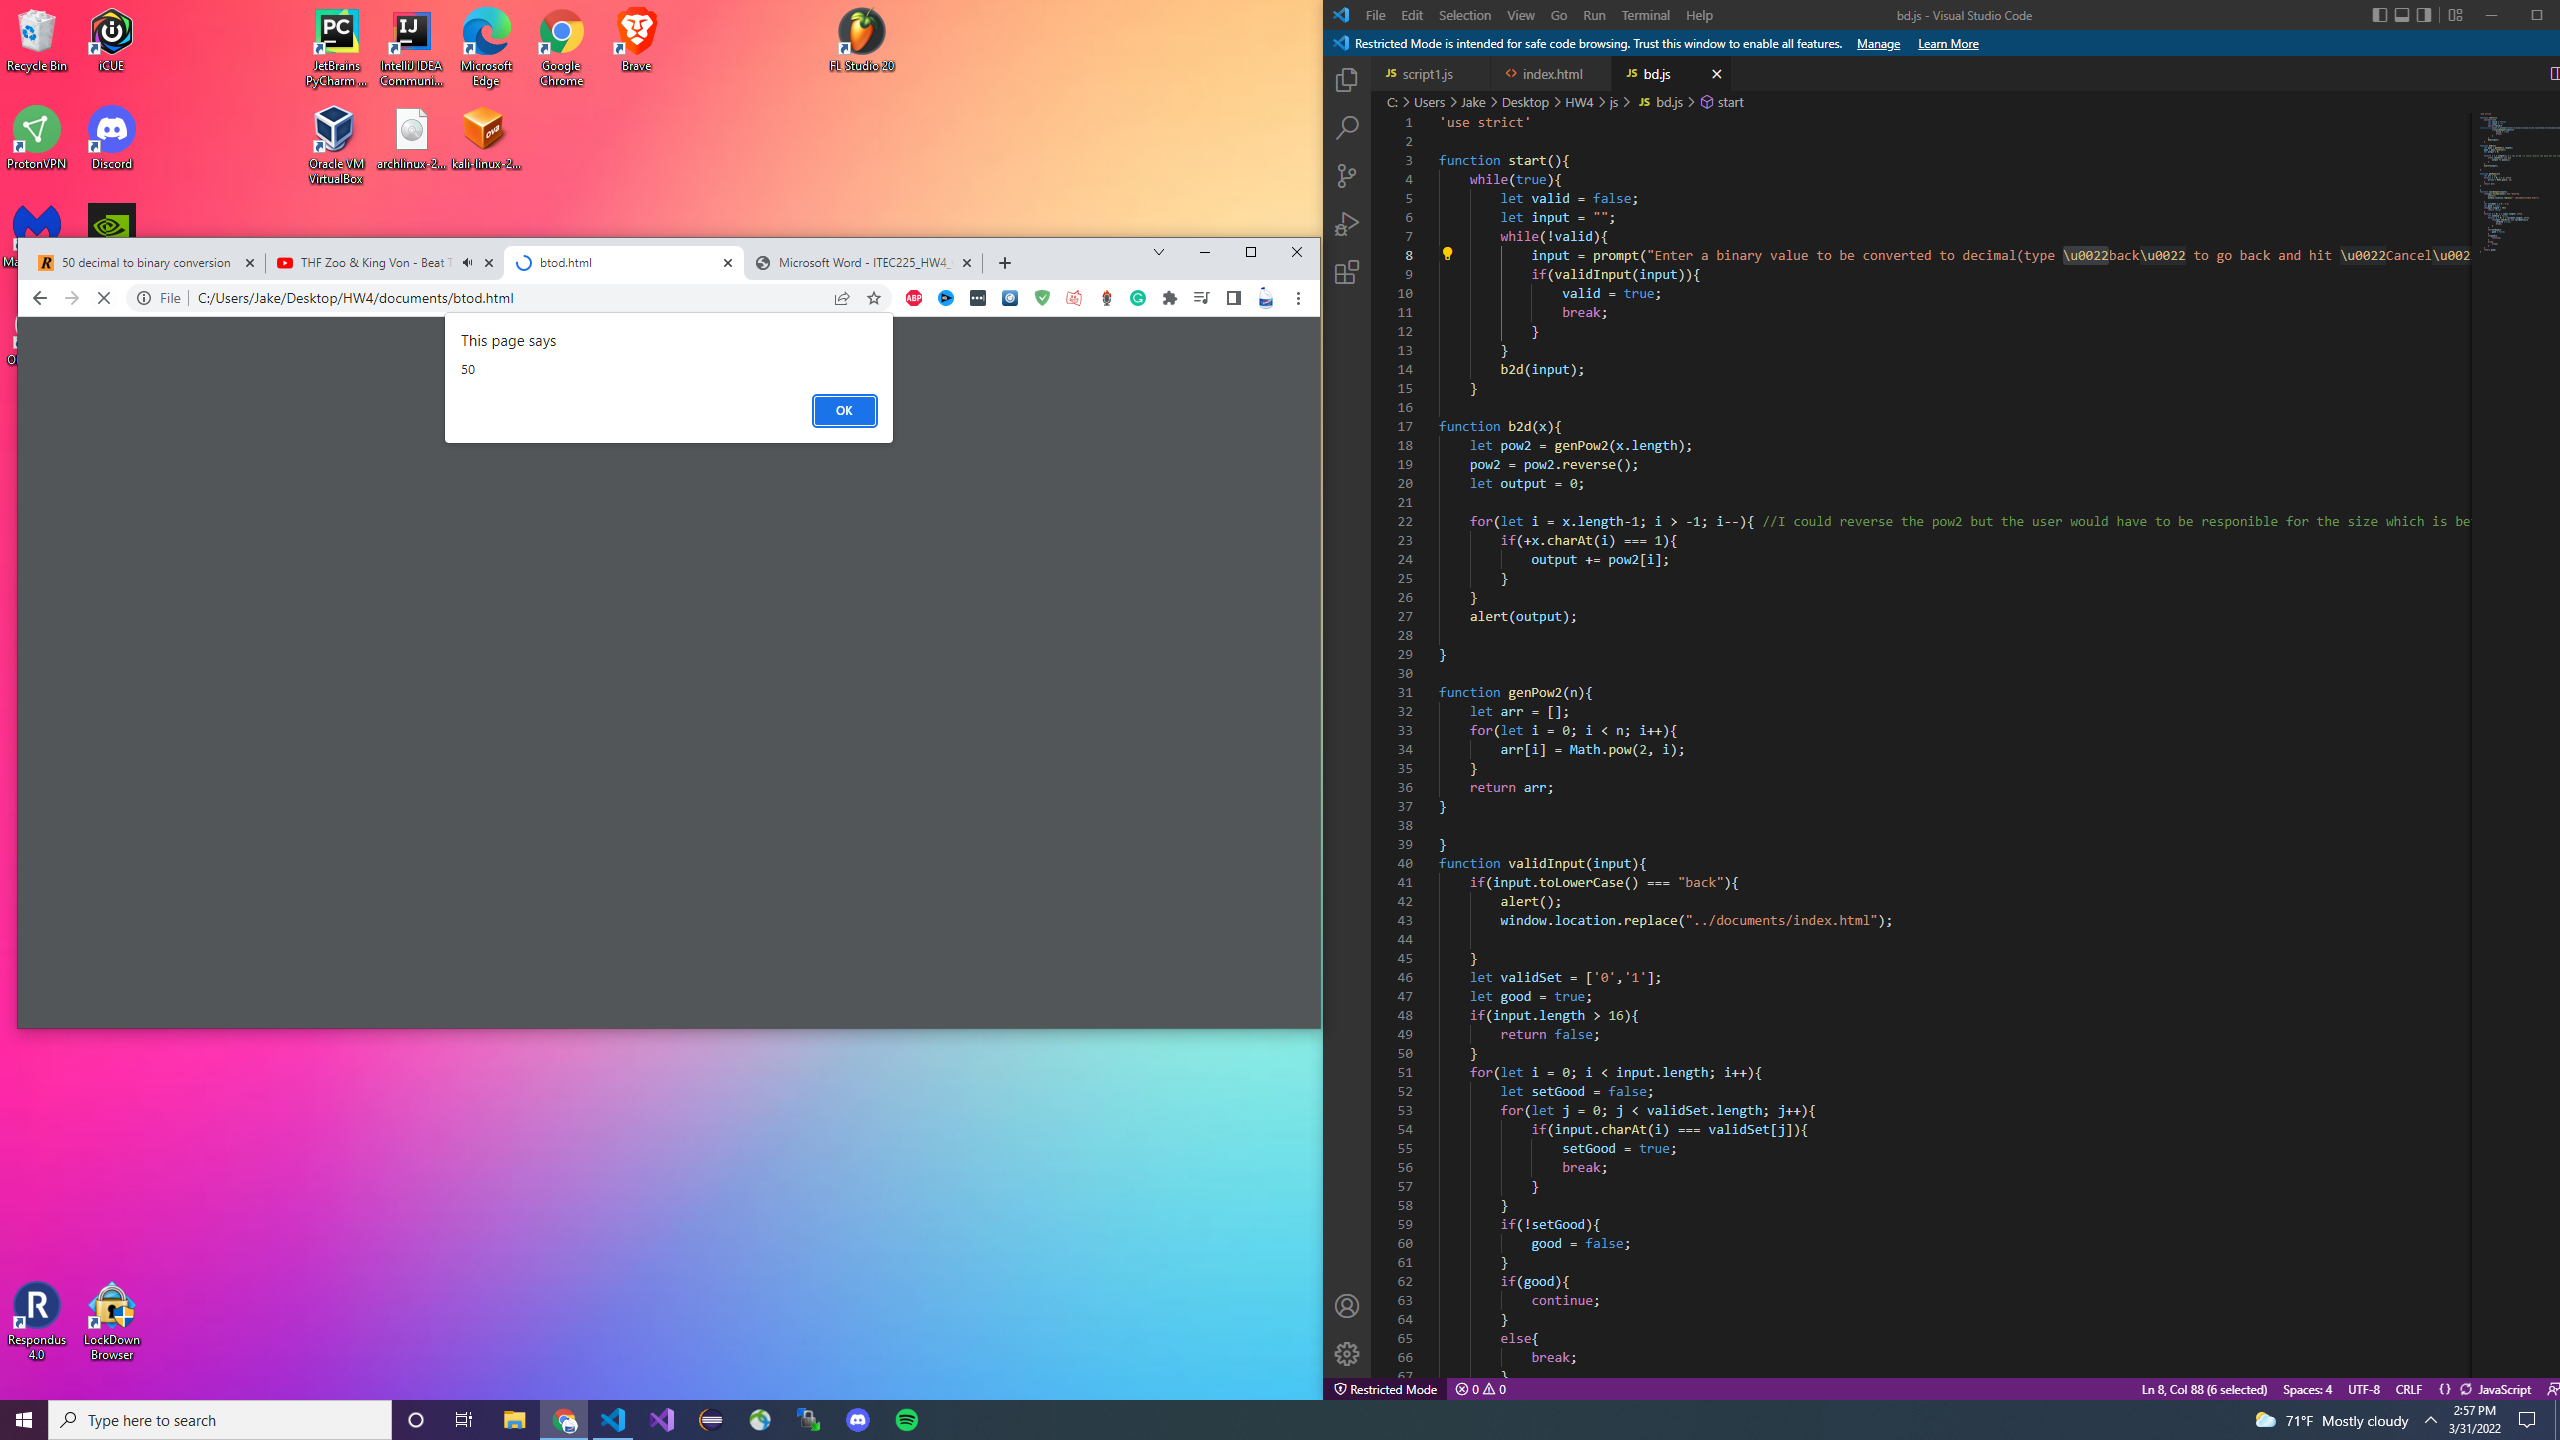 Recycle Bin
iCUE
JetBrains PyCharm ...
IntelliJ IDEA Communi...
Microsoft Edge
Google Chrome
Brave
FL Studio 20
ProtonVPN
Discord
Oracle VM VirtualBox
archlinux-2...
kali-linux-2...
50 decimal to binary conversion
THF Zoo & King Von - Beat T
btod.html
Microsoft Word - ITEC225_HW4_
File
C:/Users/Jake/Desktop/HW4/documents/btod.html
ABP
This page says
50
OK
Respondus 4.0
LockDown Browser
File Edit Selection View Go Run Terminal Help
bd.js - Visual Studio Code
Restricted Mode is intended for safe code browsing. Trust this window to enable all features. Manage Learn More
JS script1.js
<> index.html
JS bd.js
C: > Users > Jake > Desktop > HW4 > js > JS bd.js > start
1 'use strict'
2
3 function start(){
4 while(true){
5 let valid = false;
6 let input = "";
7 while(!valid){
8 input = prompt("Enter a binary value to be converted to decimal(type \u0022back\u0022 to go back and hit \u0022Cancel\u002
9 if(validInput(input)){
10 valid = true;
11 break;
12 }
13 }
14 b2d(input);
15 }
16
17 function b2d(x){
18 let pow2 = genPow2(x.length);
19 pow2 = pow2.reverse();
20 let output = 0;
21
22 for(let i = x.length-1; i > -1; i--){ //I could reverse the pow2 but the user would have to be responible for the size which is be
23 if(+x.charAt(i) === 1){
24 output += pow2[i];
25 }
26 }
27 alert(output);
28
29 }
30
31 function genPow2(n){
32 let arr = [];
33 for(let i = 0; i < n; i++){
34 arr[i] = Math.pow(2, i);
35 }
36 return arr;
37 }
38
39 }
40 function validInput(input){
41 if(input.toLowerCase() === "back"){
42 alert();
43 window.location.replace("../documents/index.html");
44
45 }
46 let validSet = ['0','1'];
47 let good = true;
48 if(input.length > 16){
49 return false;
50 }
51 for(let i = 0; i < input.length; i++){
52 let setGood = false;
53 for(let j = 0; j < validSet.length; j++){
54 if(input.charAt(i) === validSet[j]){
55 setGood = true;
56 break;
57 }
58 }
59 if(!setGood){
60 good = false;
61 }
62 if(good){
63 continue;
64 }
65 else{
66 break;
67 }
Restricted Mode 0 0
Ln 8, Col 88 (6 selected) Spaces: 4 UTF-8 CRLF {} JavaScript
Type here to search
71°F Mostly cloudy
2:57 PM
3/31/2022